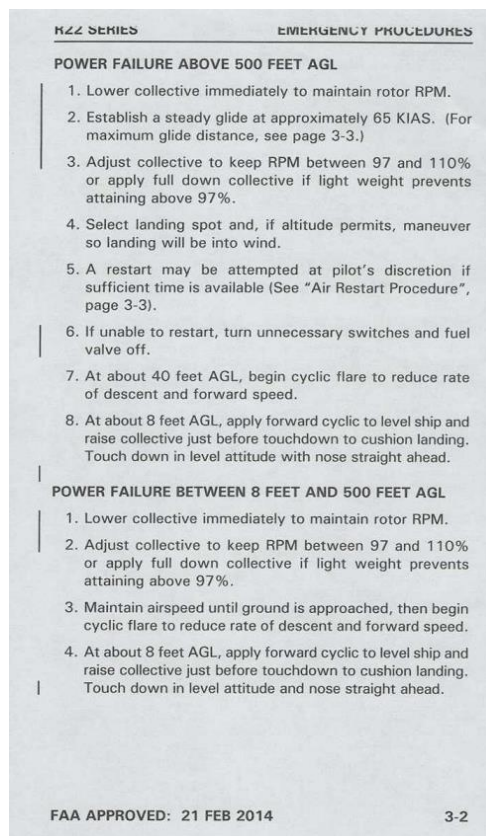 R22 SERIES EMERGENCY PROCEDURES
POWER FAILURE ABOVE 500 FEET AGL
1. Lower collective immediately to maintain rotor RPM.
2. Establish a steady glide at approximately 65 KIAS. (For
maximum glide distance, see page 3-3.)
3. Adjust collective to keep RPM between 97 and 110%
or apply full down collective if light weight prevents
attaining above 97%.
4. Select landing spot and, if altitude permits, maneuver
so landing will be into wind.
5. A restart may be attempted at pilot's discretion if
sufficient time is available (See "Air Restart Procedure",
page 3-3).
6. If unable to restart, turn unnecessary switches and fuel
valve off.
7. At about 40 feet AGL, begin cyclic flare to reduce rate
of descent and forward speed.
8. At about 8 feet AGL, apply forward cyclic to level ship and
raise collective just before touchdown to cushion landing.
Touch down in level attitude with nose straight ahead.
POWER FAILURE BETWEEN 8 FEET AND 500 FEET AGL
1. Lower collective immediately to maintain rotor RPM.
2. Adjust collective to keep RPM between 97 and 110%
or apply full down collective if light weight prevents
attaining above 97%.
3. Maintain airspeed until ground is approached, then begin
cyclic flare to reduce rate of descent and forward speed.
4. At about 8 feet AGL, apply forward cyclic to level ship and
raise collective just before touchdown to cushion landing.
Touch down in level attitude and nose straight ahead.
FAA APPROVED: 21 FEB 2014 3-2